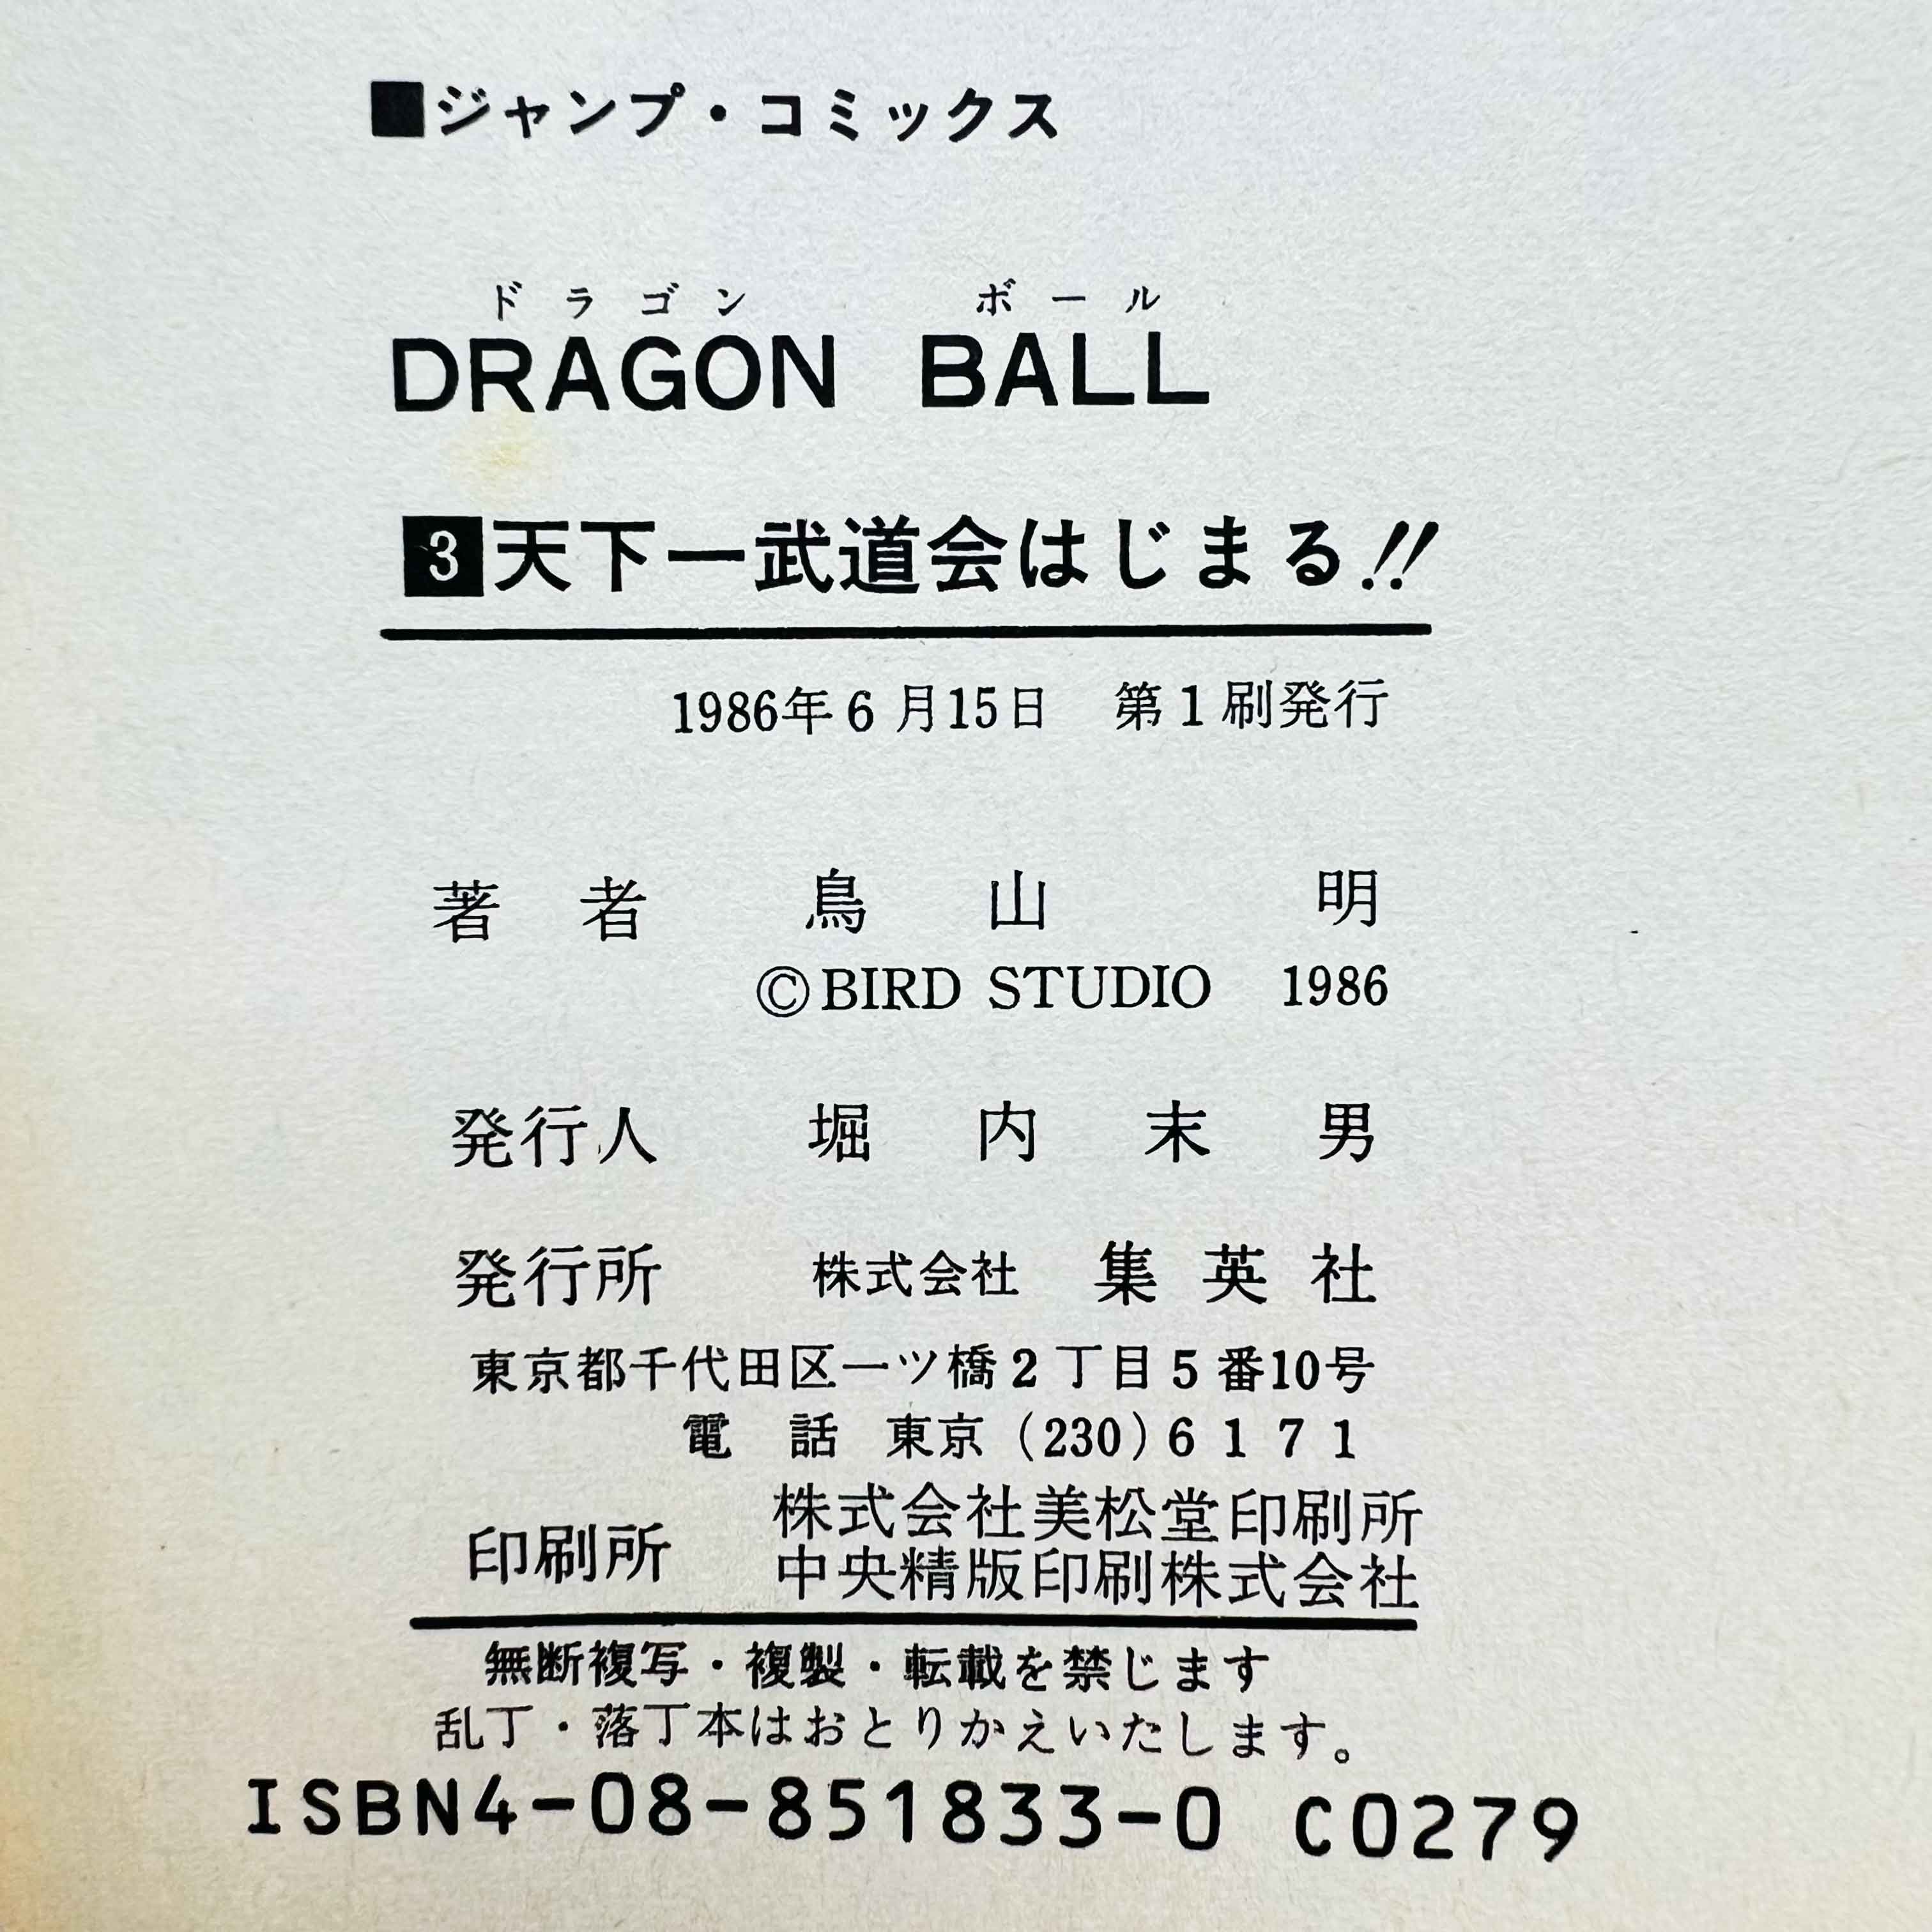 ■ジャンプ・コミックス
ドラゴン ボール
DRAGON BALL
3天下一武道会はじまる!!
1986年6月15日 第1刷発行
著者 鳥山明
©BIRD STUDIO 1986
発行人 堀内末男
発行所 株式会社 集英社
東京都千代田区一ツ橋2丁目5番10号
電話 東京(230)6171
印刷所 株式会社美松堂印刷所
中央精版印刷株式会社
無断複写・複製・転載を禁じます
乱丁・落丁本はおとりかえいたします。
ISBN4-08-851833-0 C0279